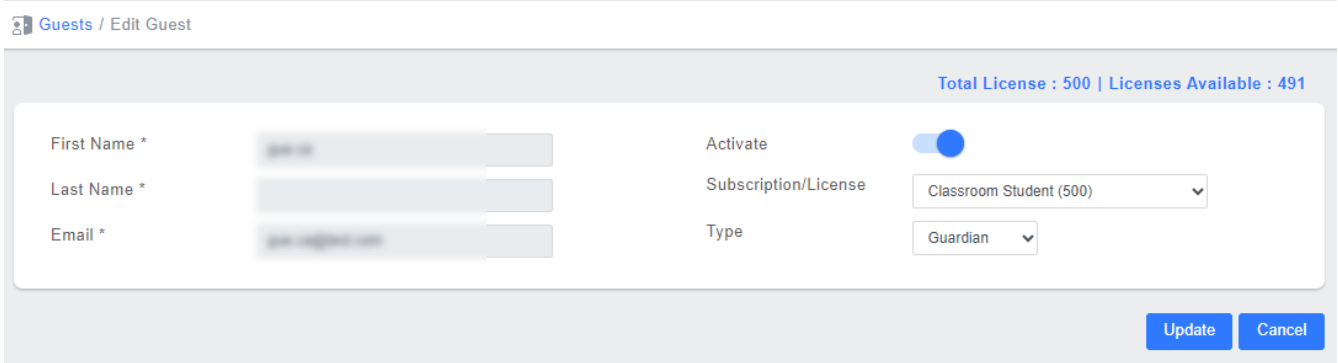 Guests / Edit Guest
Total License : 500 | Licenses Available : 491
First Name *
Last Name *
Email *
Activate
Subscription/License
Classroom Student (500)
Type
Guardian
Update
Cancel